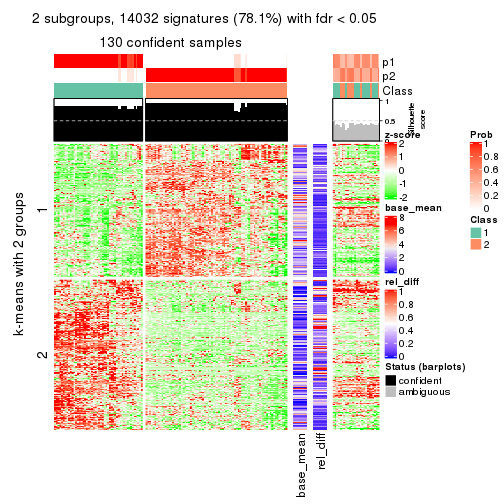 2 subgroups, 14032 signatures (78.1%) with fdr < 0.05
130 confident samples
p1
p2
Class
1
0.5
0
Silhouette
score
k-means with 2 groups
1
2
base_mean
rel_diff
z-score
2
1
0
-1
-2
base_mean
8
6
4
2
0
rel_diff
1
0.8
0.6
0.4
0.2
0
Status (barplots)
confident
ambiguous
Prob
1
0.8
0.6
0.4
0.2
0
Class
1
2